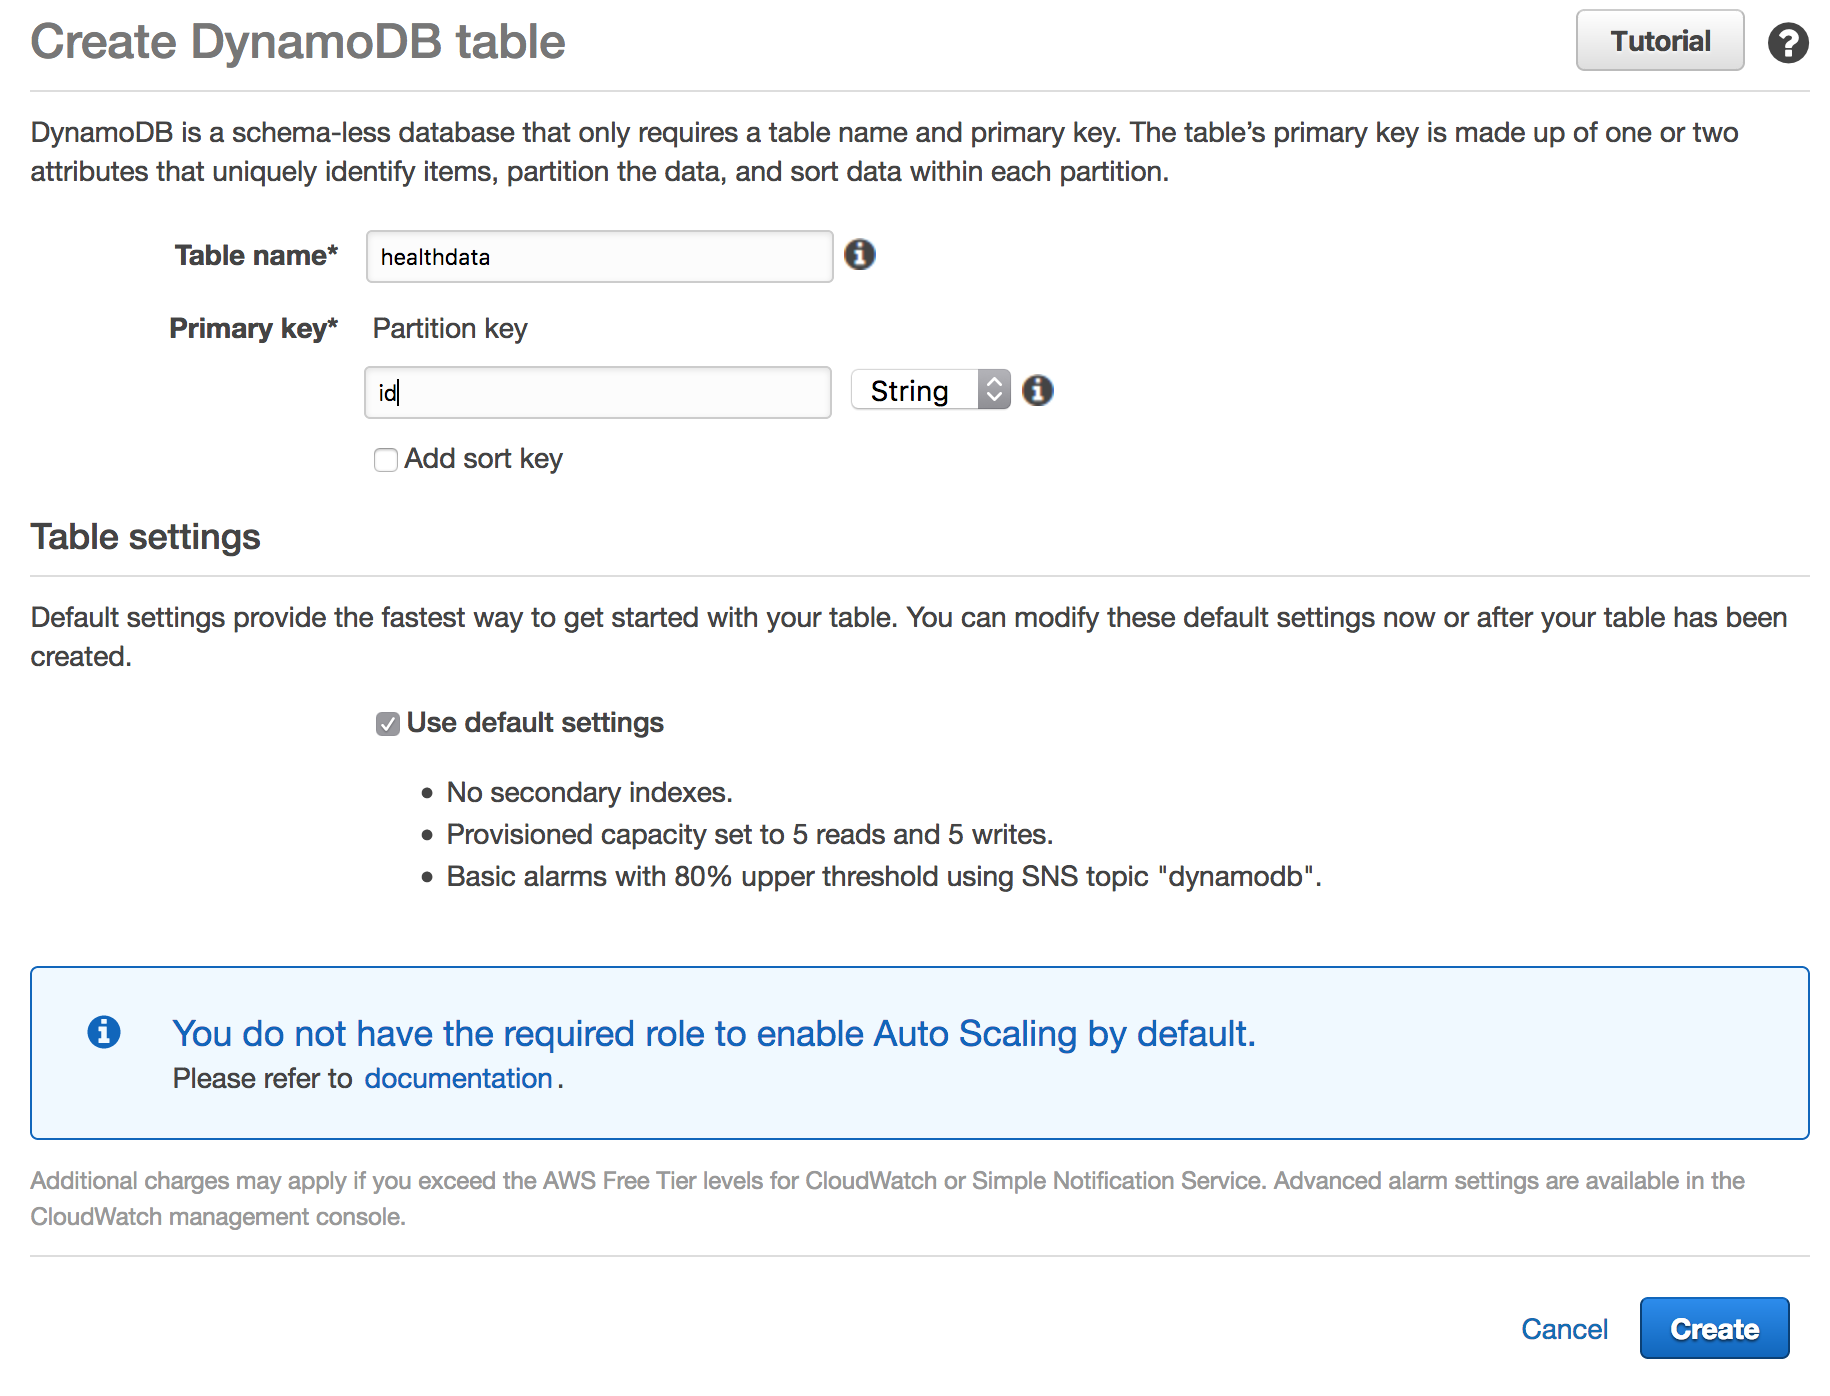 Create DynamoDB table
Tutorial
?
DynamoDB is a schema-less database that only requires a table name and primary key. The table’s primary key is made up of one or two
attributes that uniquely identify items, partition the data, and sort data within each partition.
Table name* healthdata
Primary key* Partition key
id String
Add sort key
Table settings
Default settings provide the fastest way to get started with your table. You can modify these default settings now or after your table has been
created.
Use default settings
• No secondary indexes.
• Provisioned capacity set to 5 reads and 5 writes.
• Basic alarms with 80% upper threshold using SNS topic "dynamodb".
You do not have the required role to enable Auto Scaling by default.
Please refer to documentation.
Additional charges may apply if you exceed the AWS Free Tier levels for CloudWatch or Simple Notification Service. Advanced alarm settings are available in the
CloudWatch management console.
Cancel
Create